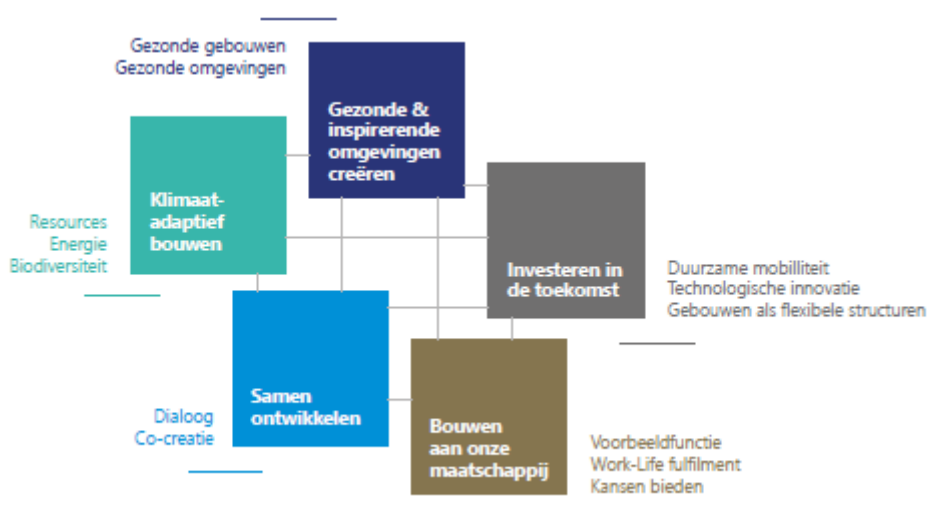 Gezonde gebouwen
Gezonde omgevingen
Gezonde &
inspirerende
omgevingen
creëren
Klimaat-
adaptief
bouwen
Resources
Energie
Biodiversiteit
Investeren in
de toekomst
Duurzame mobilliteit
Technologische innovatie
Gebouwen als flexibele structuren
Samen
ontwikkelen
Dialoog
Co-creatie
Bouwen
aan onze
maatschappij
Voorbeeldfunctie
Work-Life fulfilment
Kansen bieden